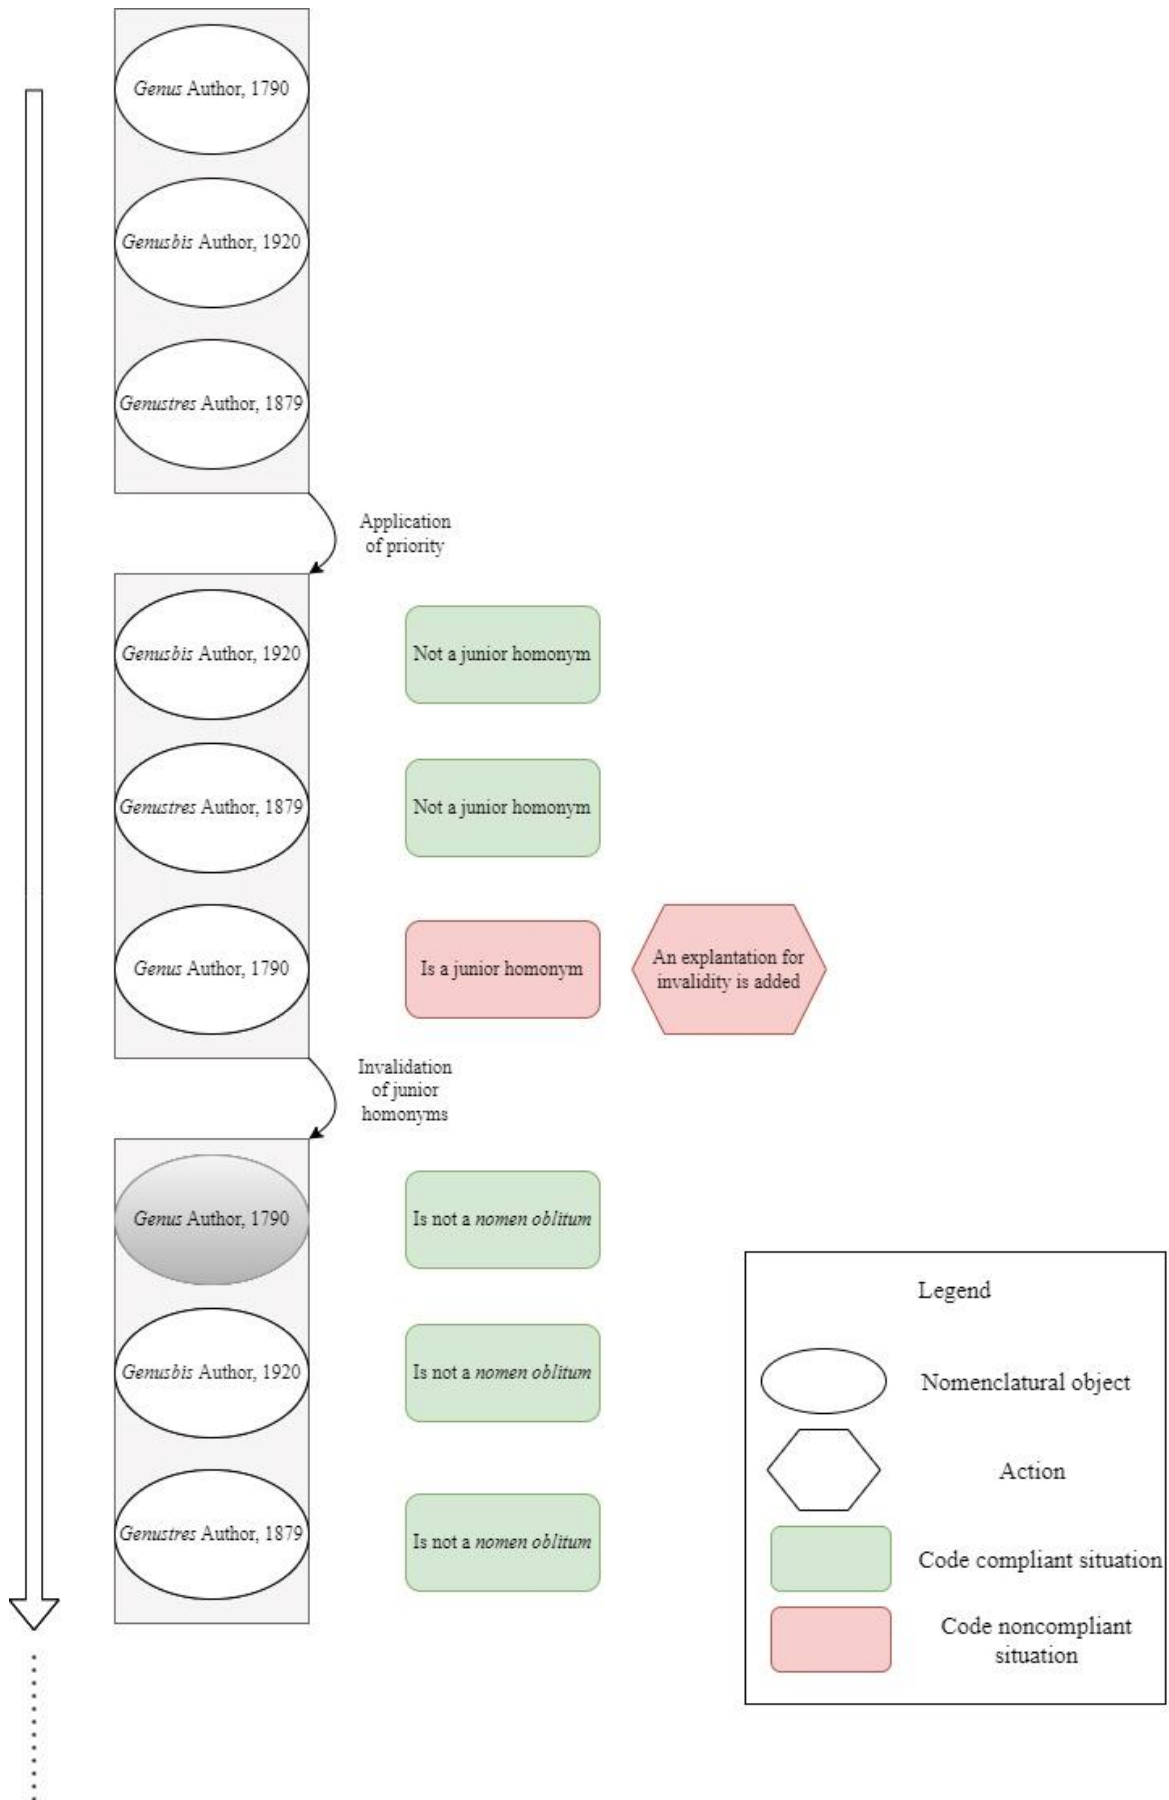 Genus Author, 1790
Genusbis Author, 1920
Genustres Author, 1879
Application
of priority
Genusbis Author, 1920
Not a junior homonym
Genustres Author, 1879
Not a junior homonym
Genus Author, 1790
Is a junior homonym
An explantation for
invalidity is added
Invalidation
of junior
homonyms
Genus Author, 1790
Is not a nomen oblitum
Genusbis Author, 1920
Is not a nomen oblitum
Genustres Author, 1879
Is not a nomen oblitum
Legend
Nomenclatural object
Action
Code compliant situation
Code noncompliant
situation